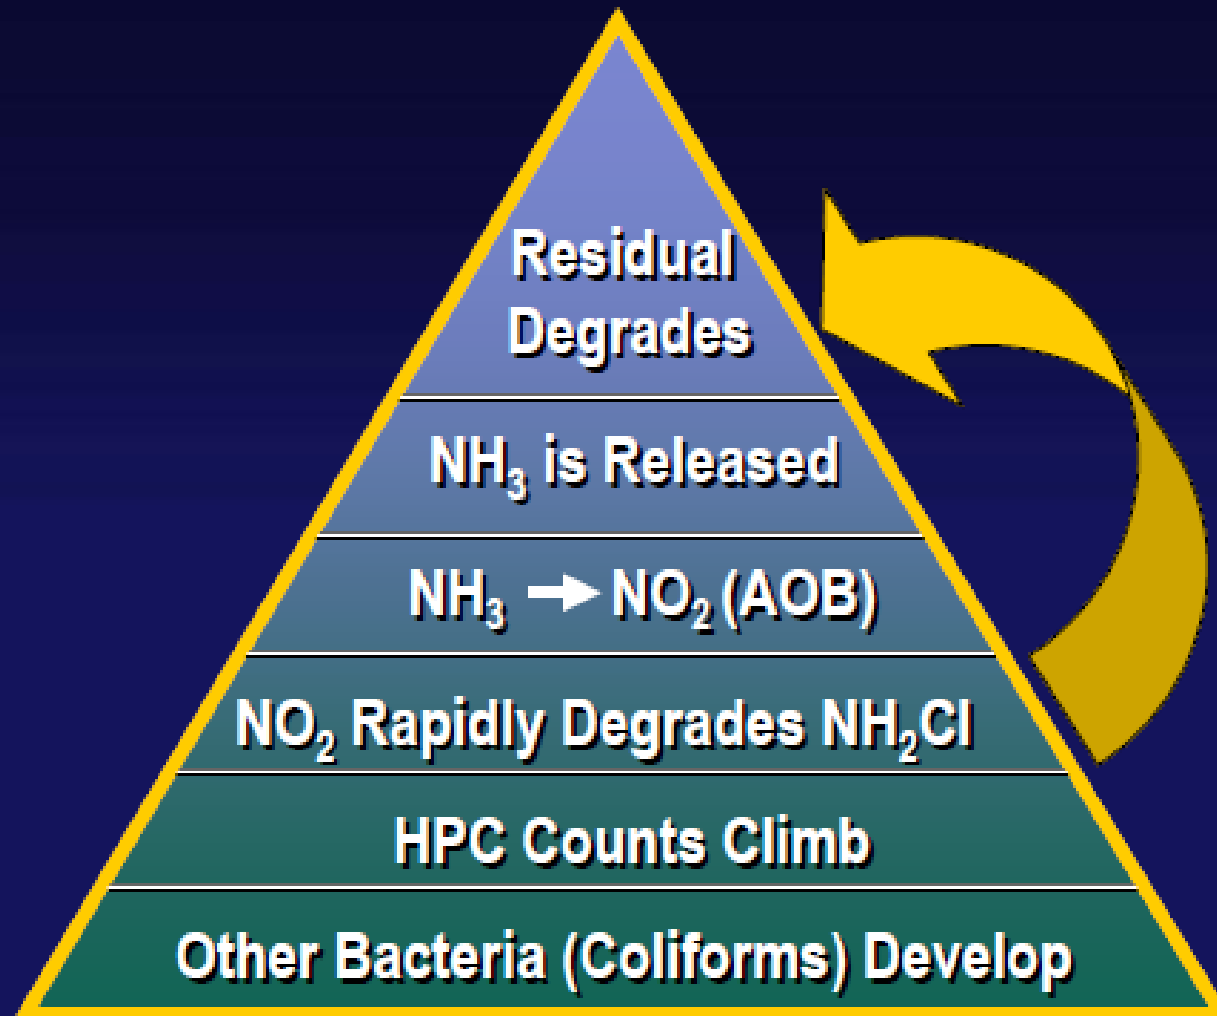 Residual
Degrades
NH₃ is Released
NH₃ → NO₂ (AOB)
NO₂ Rapidly Degrades NH₂Cl
HPC Counts Climb
Other Bacteria (Coliforms) Develop